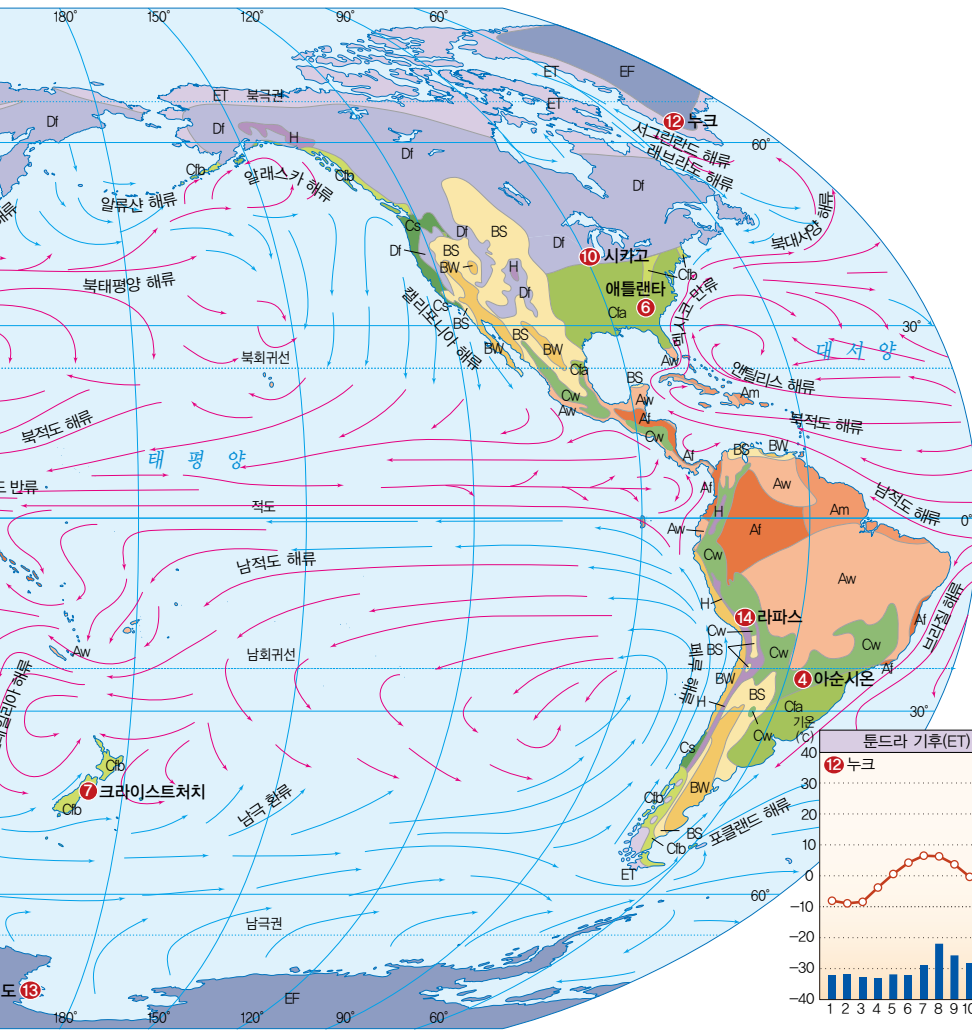 180° 150° 120° 90° 60°
ET EF
ET 북극권 ET
⑫ 누크
Df Df H Df
서그린란드 해류
래브라도 해류
60°
Cfb 알래스카 해류 Cfb
Df
알류샨 해류
해류
Cs Df BS Df
북대서양 해류
Df BS
⑩ 시카고
BW H Cfb
북태평양 해류
Df
애틀랜타
⑥
Cfa
멕시코 만류
캘리포니아 해류
Cs
BS
BS
30°
BW BW
대서양
북회귀선
Aw
Cfa
BS
앤틸리스 해류
Cw
Aw
Aw
Am
Af
북적도 해류
북적도 해류
Cw
Af
BS BW
태평양
반류
Af Aw
남적도 해류
적도
H Am
0°
Aw Af
남적도 해류
Cw
Aw
H
브라질 해류
⑭ 라파스
Af
Cw
Aw
BS
Cw
Cw
남회귀선
Af
BW
④ 아순시온
H
BS
Cfa
30°
Cw
Cs
Cfb
⑦ 크라이스트처치
Cfb
남극 환류
BW
Cfb
BS
Cfb
포클랜드 해류
ET
60°
남극권
도 ⑬
EF
180° 150° 120° 90° 60°
툰드라 기후(ET)
기온
(℃)
⑫ 누크
40
30
20
10
0
−10
−20
−30
−40
1 2 3 4 5 6 7 8 9 10